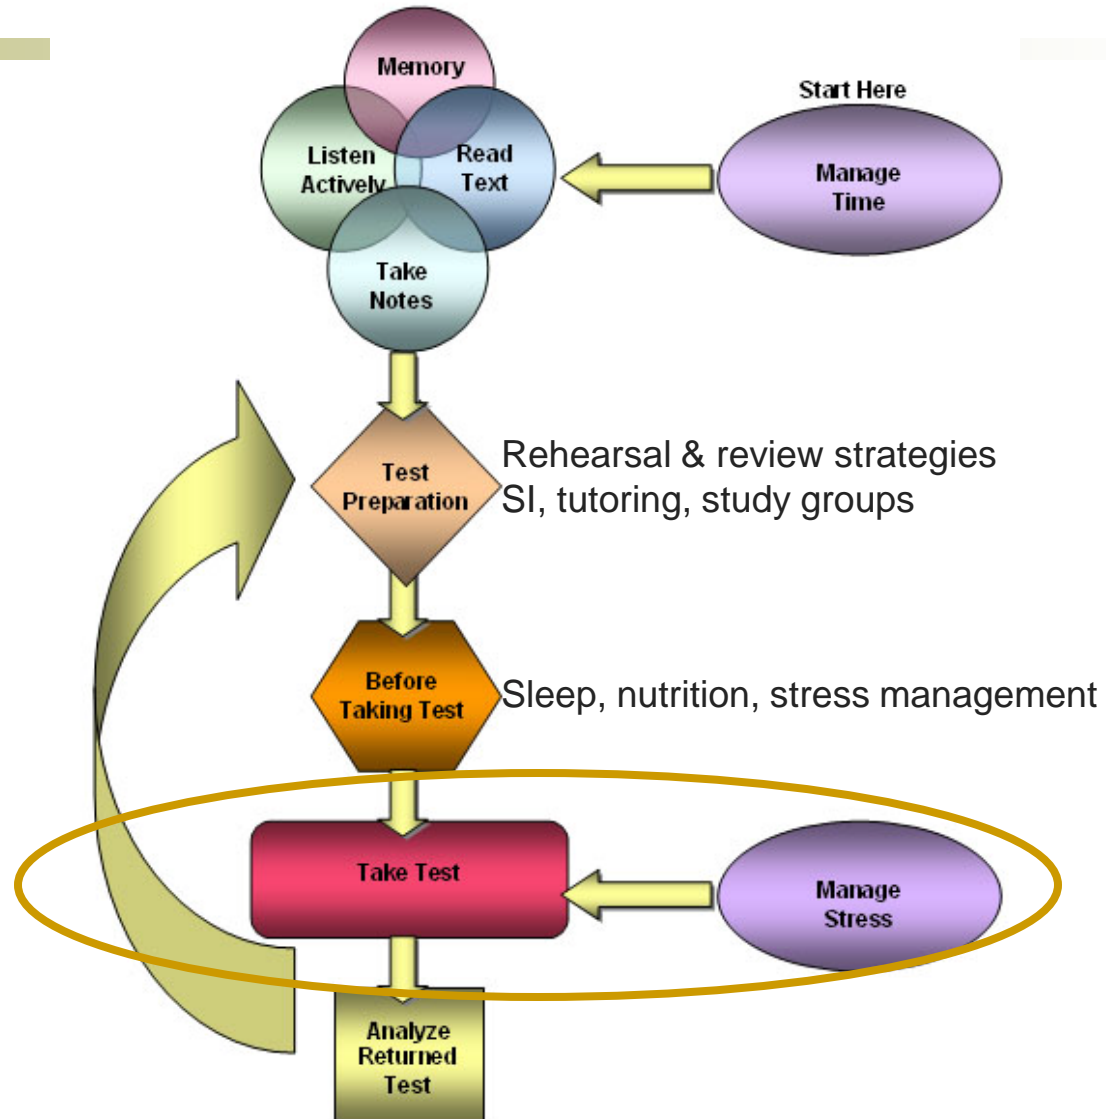 Memory
Start Here
Listen
Actively
Read
Text
Manage
Time
Take
Notes
Test
Preparation
Rehearsal & review strategies
SI, tutoring, study groups
Before
Taking Test
Sleep, nutrition, stress management
Take Test
Manage
Stress
Analyze
Returned
Test